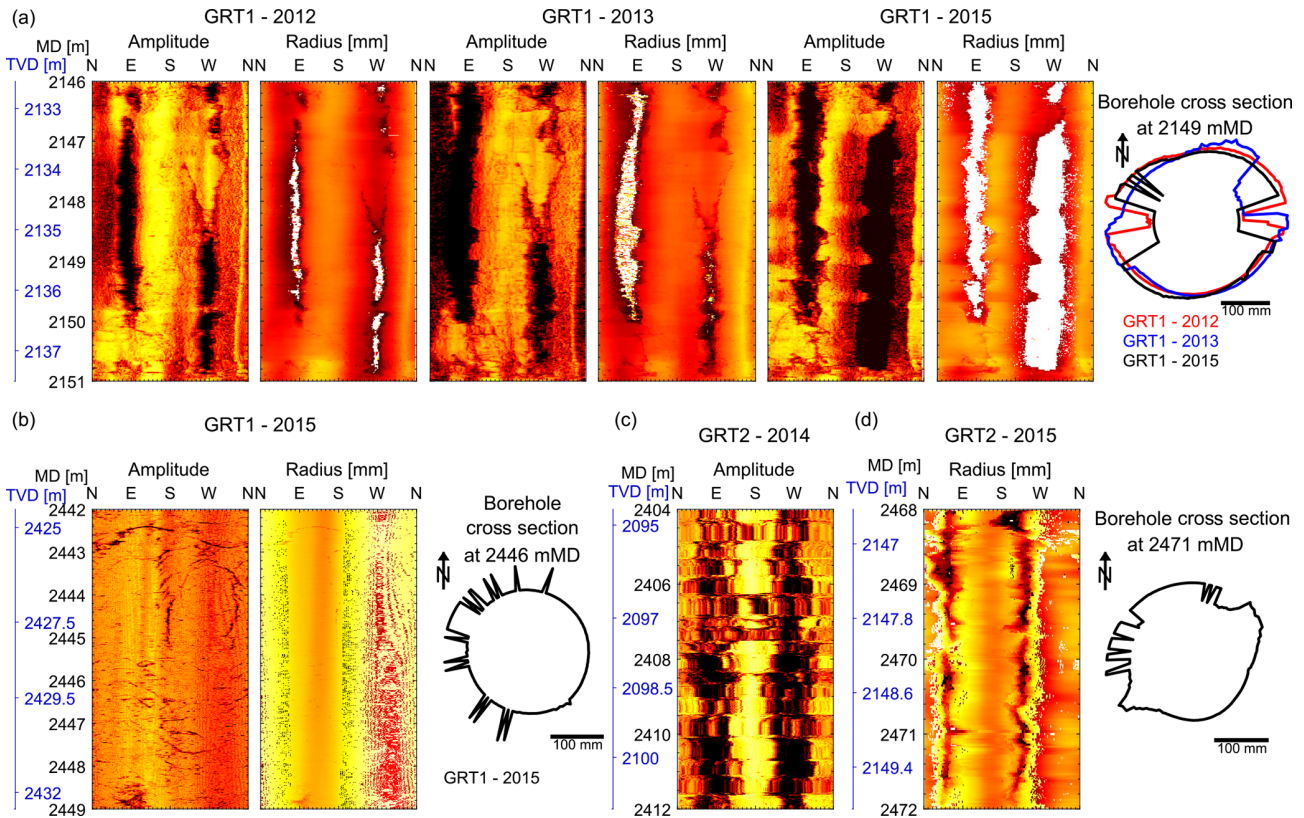 (a)
GRT1 - 2012
GRT1 - 2013
GRT1 - 2015
MD [m]
Amplitude
Radius [mm]
Amplitude
Radius [mm]
Amplitude
Radius [mm]
TVD [m]
N E S W NN E S W N
N E S W NN E S W N
N E S W NN E S W N
2146
2133
2147
2134
2148
2135
2149
2136
2150
2137
2151
Borehole cross section
at 2149 mMD
N
100 mm
GRT1 - 2012
GRT1 - 2013
GRT1 - 2015
(b)
GRT1 - 2015
MD [m]
Amplitude
Radius [mm]
TVD [m]
N E S W NN E S W N
2442
2425
2443
2444
2427.5
2445
2446
2429.5
2447
2448
2432
2449
Borehole
cross section
at 2446 mMD
N
100 mm
GRT1 - 2015
(c)
GRT2 - 2014
MD [m]
Amplitude
TVD [m]
N E S W N
2404
2095
2406
2097
2408
2098.5
2410
2100
2412
(d)
GRT2 - 2015
MD [m]
Radius [mm]
TVD [m]
N E S W N
2468
2147
2469
2147.8
2470
2148.6
2471
2149.4
2472
Borehole cross section
at 2471 mMD
N
100 mm